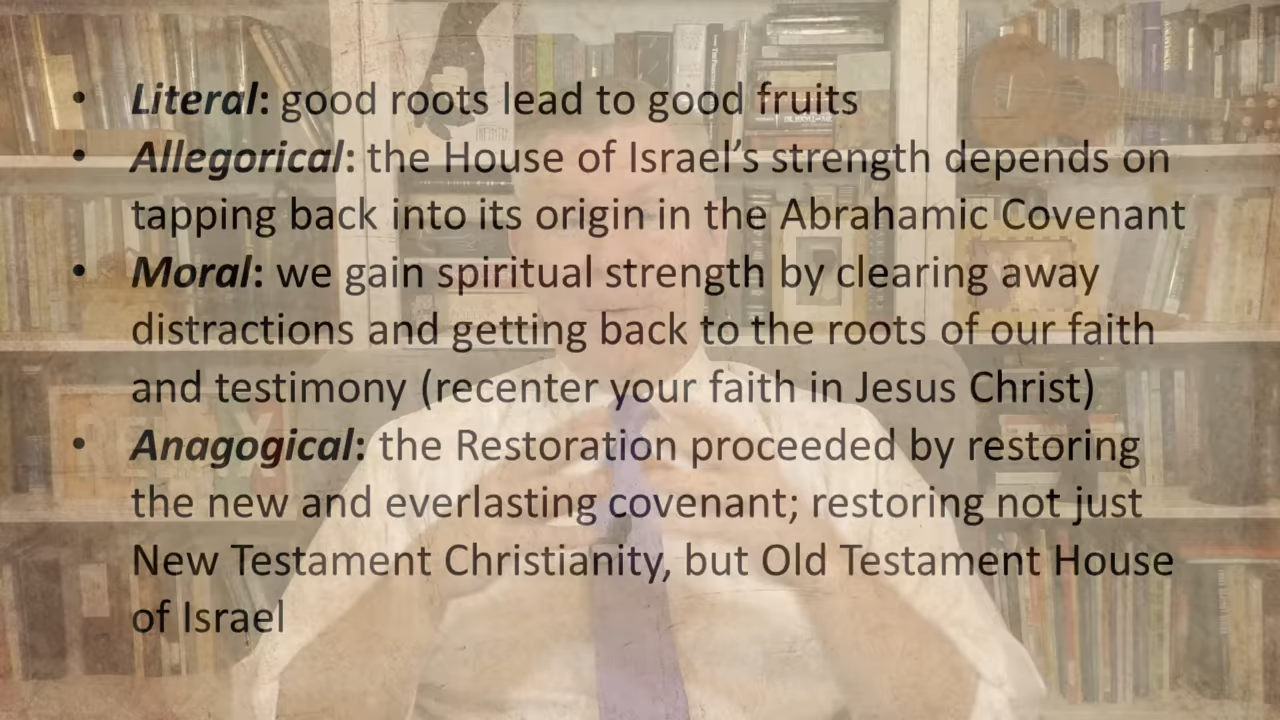 • Literal: good roots lead to good fruits
• Allegorical: the House of Israel’s strength depends on
tapping back into its origin in the Abrahamic Covenant
• Moral: we gain spiritual strength by clearing away
distractions and getting back to the roots of our faith
and testimony (recenter your faith in Jesus Christ)
• Anagogical: the Restoration proceeded by restoring
the new and everlasting covenant; restoring not just
New Testament Christianity, but Old Testament House
of Israel